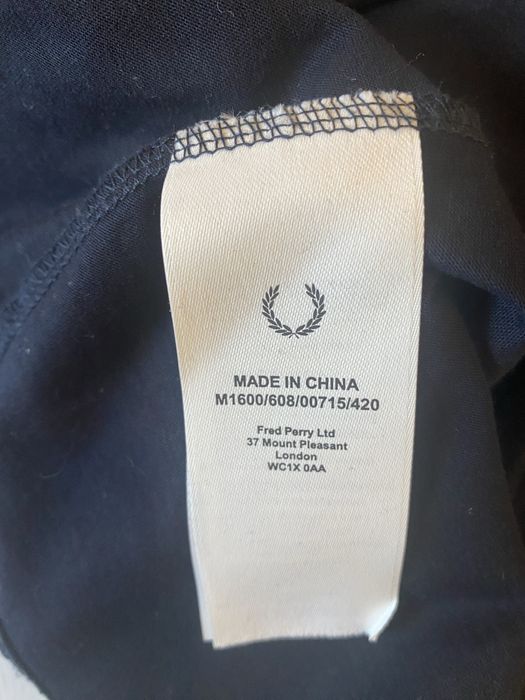 MADE IN CHINA
M1600/608/00715/420
Fred Perry Ltd
37 Mount Pleasant
London
WC1X 0AA